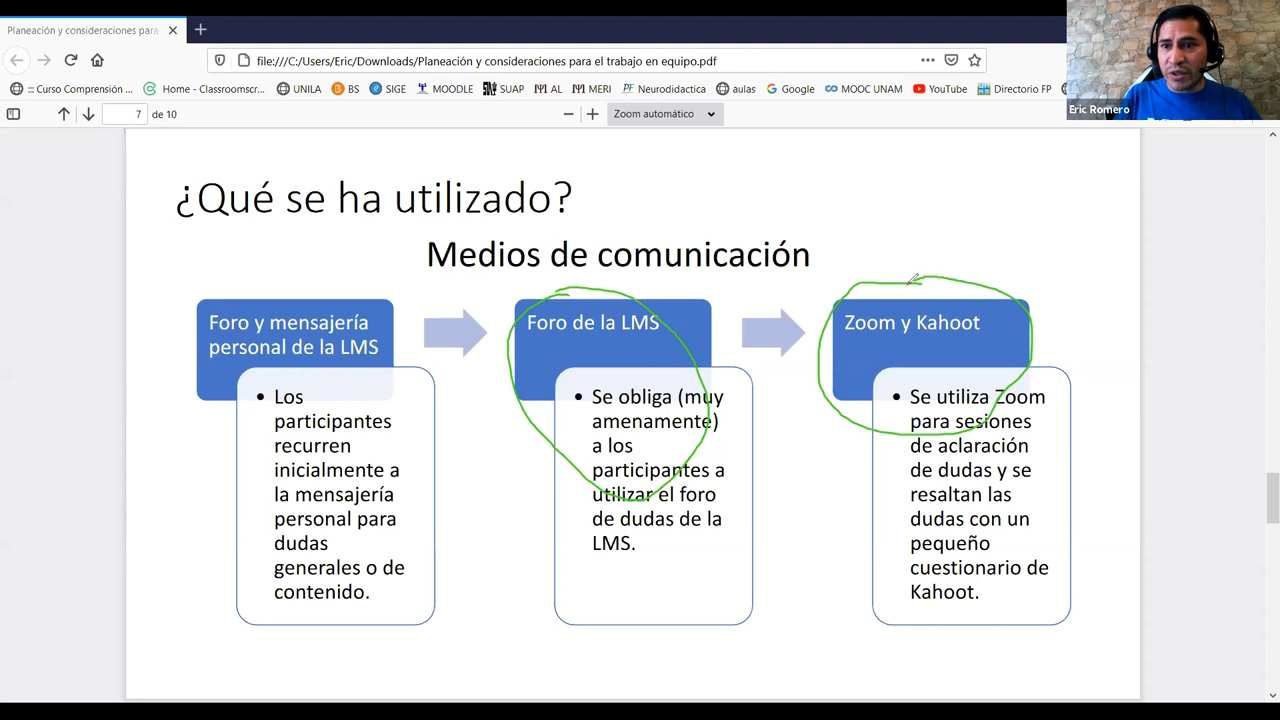 Planeación y consideraciones para
file:///C:/Users/Eric/Downloads/Planeación y consideraciones para el trabajo en equipo.pdf
:: Curso Comprensión ...
Home - Classroomscr...
UNILA
BS
SIGE
MOODLE
SUAP
AL
MERI
Neurodidactica
aulas
Google
MOOC UNAM
YouTube
Directorio FP
7 de 10
Zoom automático
Eric Romero
¿Qué se ha utilizado?
Medios de comunicación
Foro y mensajería
personal de la LMS
• Los
participantes
recurren
inicialmente a
la mensajería
personal para
dudas
generales o de
contenido.
Foro de la LMS
• Se obliga (muy
amenamente)
a los
participantes a
utilizar el foro
de dudas de la
LMS.
Zoom y Kahoot
• Se utiliza Zoom
para sesiones
de aclaración
de dudas y se
resaltan las
dudas con un
pequeño
cuestionario de
Kahoot.